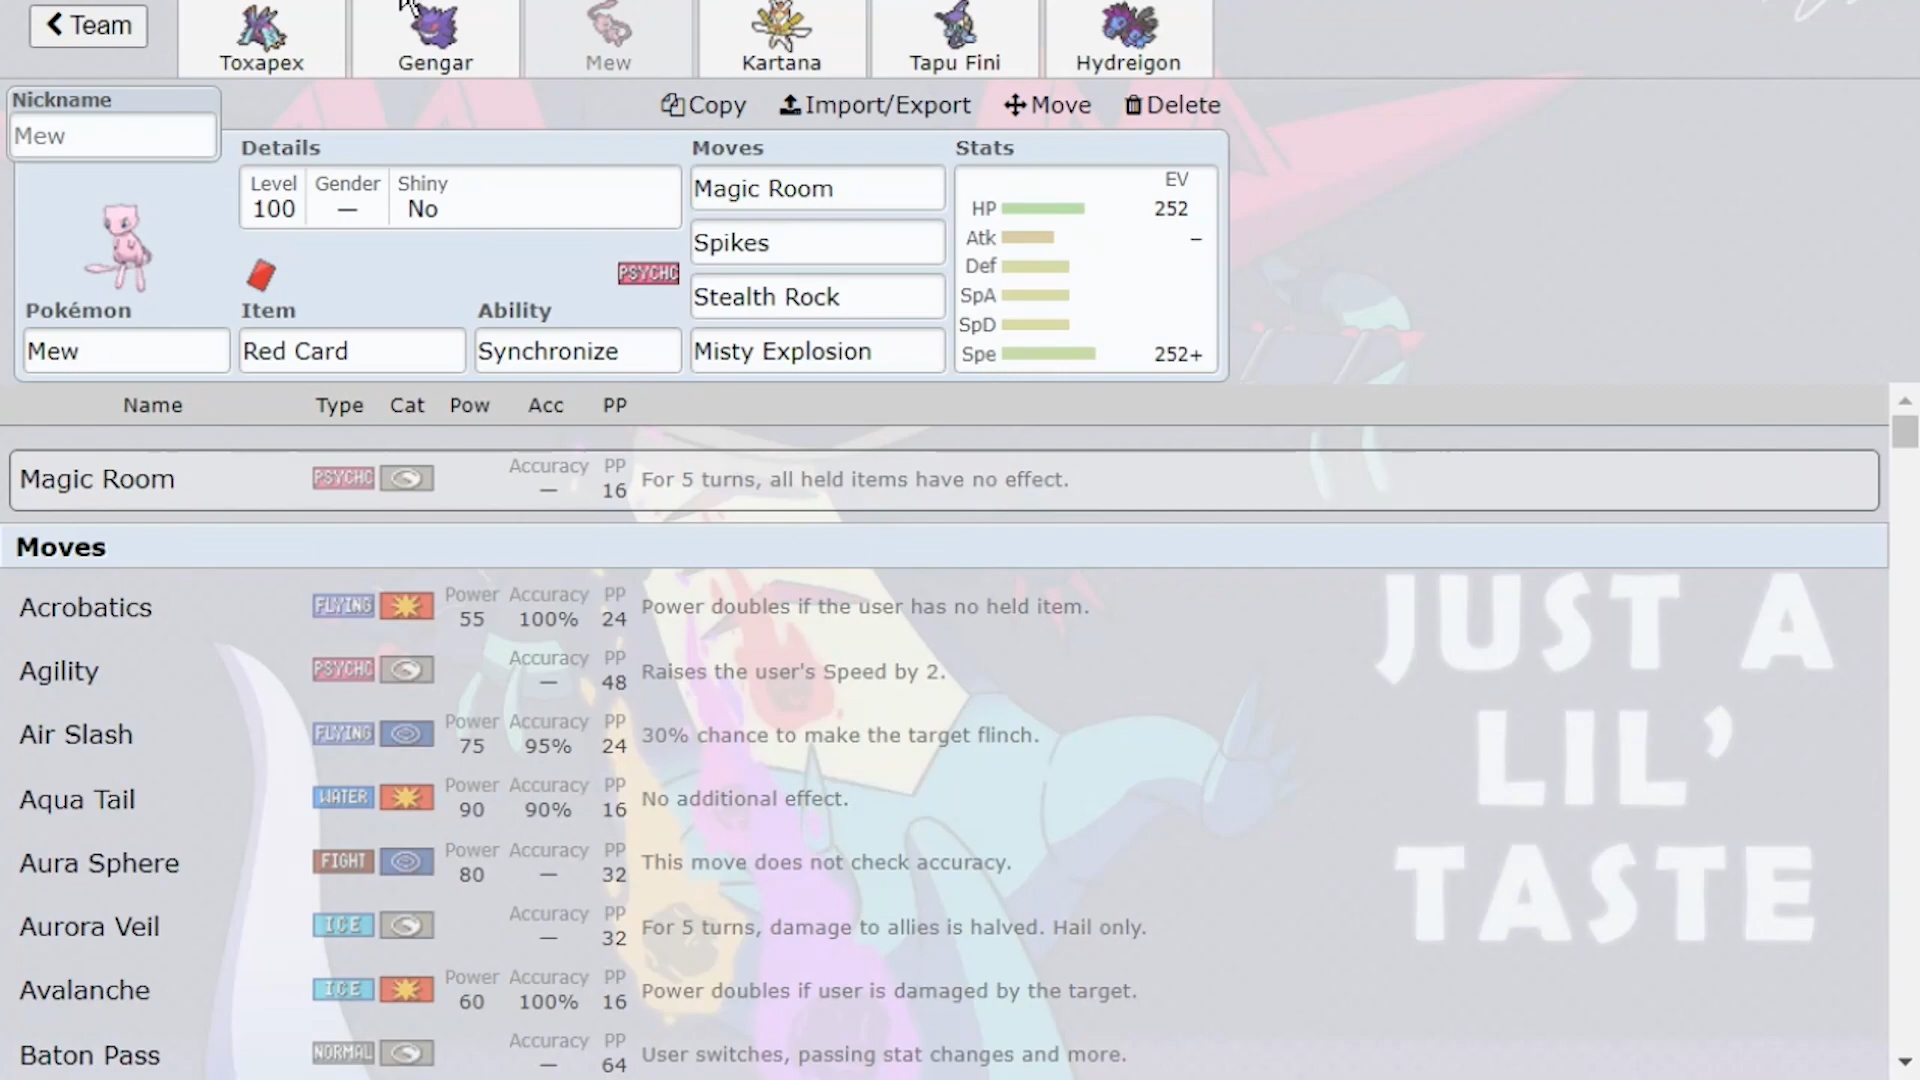 Team
Toxapex
Gengar
Mew
Kartana
Tapu Fini
Hydreigon
Nickname
Mew
Copy
Import/Export
Move
Delete
Details
Moves
Stats
Level
100
Gender
—
Shiny
No
Magic Room
Spikes
Stealth Rock
Misty Explosion
EV
HP 252
Atk –
Def
SpA
SpD
Spe 252+
PSYCHC
Pokémon
Mew
Item
Red Card
Ability
Synchronize
Name Type Cat Pow Acc PP
Magic Room PSYCHC Accuracy — PP 16 For 5 turns, all held items have no effect.
Moves
Acrobatics FLYING Power 55 Accuracy 100% PP 24 Power doubles if the user has no held item.
Agility PSYCHC Accuracy — PP 48 Raises the user's Speed by 2.
Air Slash FLYING Power 75 Accuracy 95% PP 24 30% chance to make the target flinch.
Aqua Tail WATER Power 90 Accuracy 90% PP 16 No additional effect.
Aura Sphere FIGHT Power 80 Accuracy — PP 32 This move does not check accuracy.
Aurora Veil ICE Accuracy — PP 32 For 5 turns, damage to allies is halved. Hail only.
Avalanche ICE Power 60 Accuracy 100% PP 16 Power doubles if user is damaged by the target.
Baton Pass NORMAL Accuracy — PP 64 User switches, passing stat changes and more.
JUST A
LIL'
TASTE